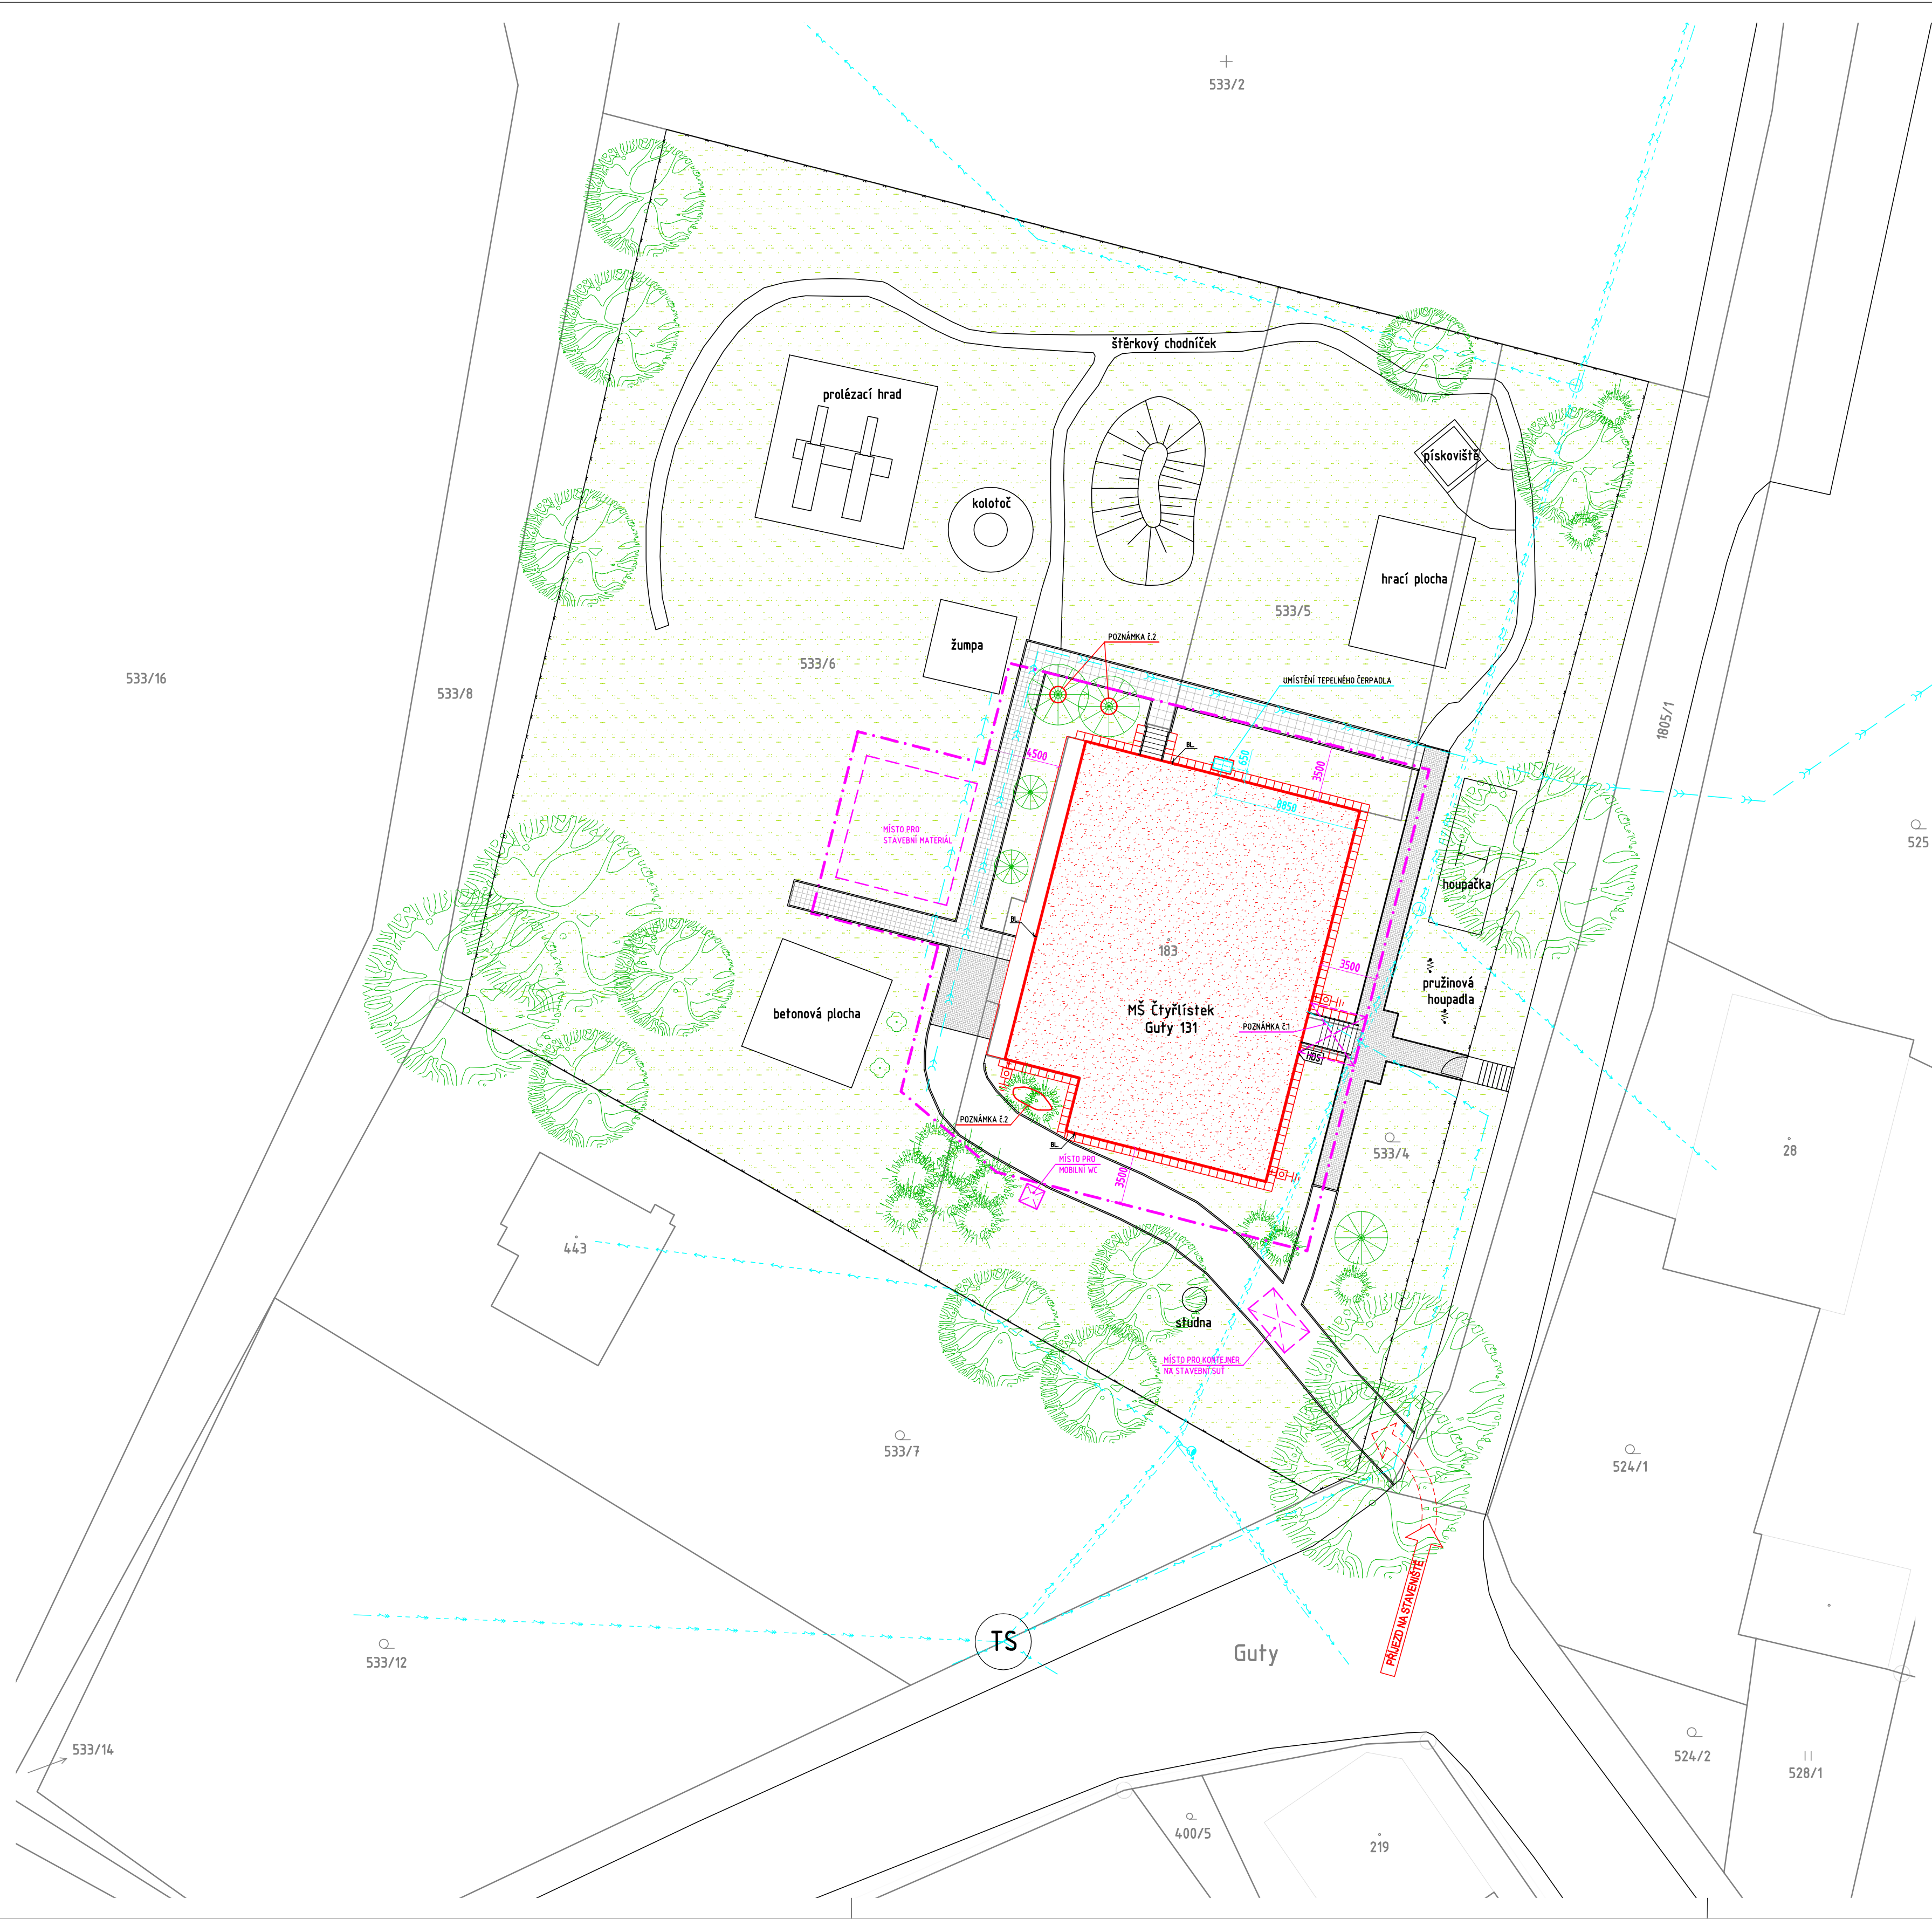 533/2
štěrkový chodníček
prolézací hrad
pískoviště
kolotoč
hrací plocha
533/5
POZNÁMKA č.2
žumpa
533/6
533/16
533/8
UMÍSTĚNÍ TEPELNÉHO ČERPADLA
1805/1
BL.
4500
650
3500
8850
MÍSTO PRO
STAVEBNÍ MATERIÁL
525
houpačka
BL.
183
3500
pružinová
houpadla
MŠ Čtyřlístek
Guty 131
betonová plocha
POZNÁMKA č.1
HDS
POZNÁMKA č.2
BL.
533/4
28
MÍSTO PRO
MOBILNÍ WC
3500
443
studna
MÍSTO PRO KONTEJNER
NA STAVEBNÍ SUŤ
533/7
524/1
PŘÍJEZD NA STAVENIŠTĚ
TS
Guty
533/12
533/14
524/2
528/1
400/5
219